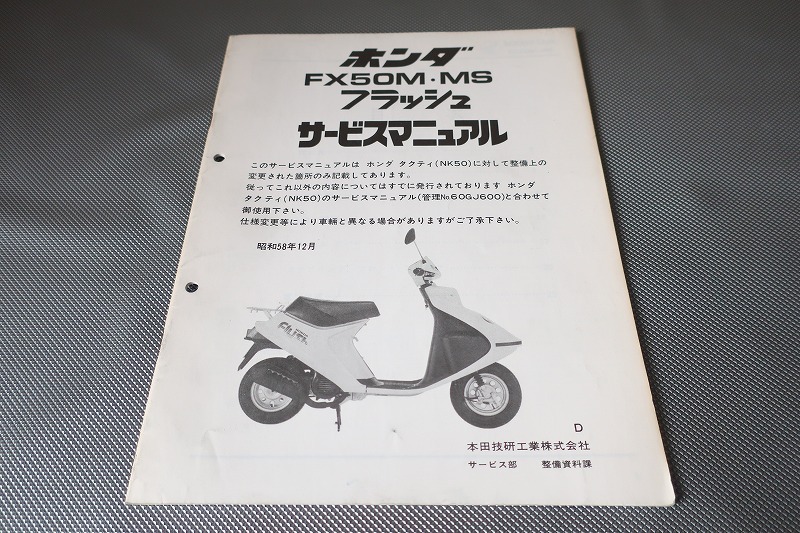 ホンダ
FX50M・MS
フラッシュ
サービスマニュアル
このサービスマニュアルは ホンダ タクティ(NK50)に対して整備上の
変更された箇所のみ記載してあります。
従ってこれ以外の内容についてはすでに発行されております ホンダ
タクティ(NK50)のサービスマニュアル(管理No.60GJ600)と合わせて
御使用下さい。
仕様変更等により車輛と異なる場合がありますがご了承下さい。
昭和58年12月
Flush
D
本田技研工業株式会社
サービス部 整備資料課